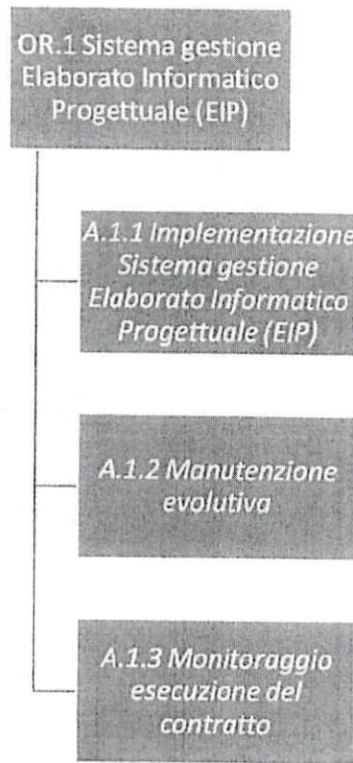 OR.1 Sistema gestione
Elaborato Informatico
Progettuale (EIP)
A.1.1 Implementazione
Sistema gestione
Elaborato Informatico
Progettuale (EIP)
A.1.2 Manutenzione
evolutiva
A.1.3 Monitoraggio
esecuzione del
contratto